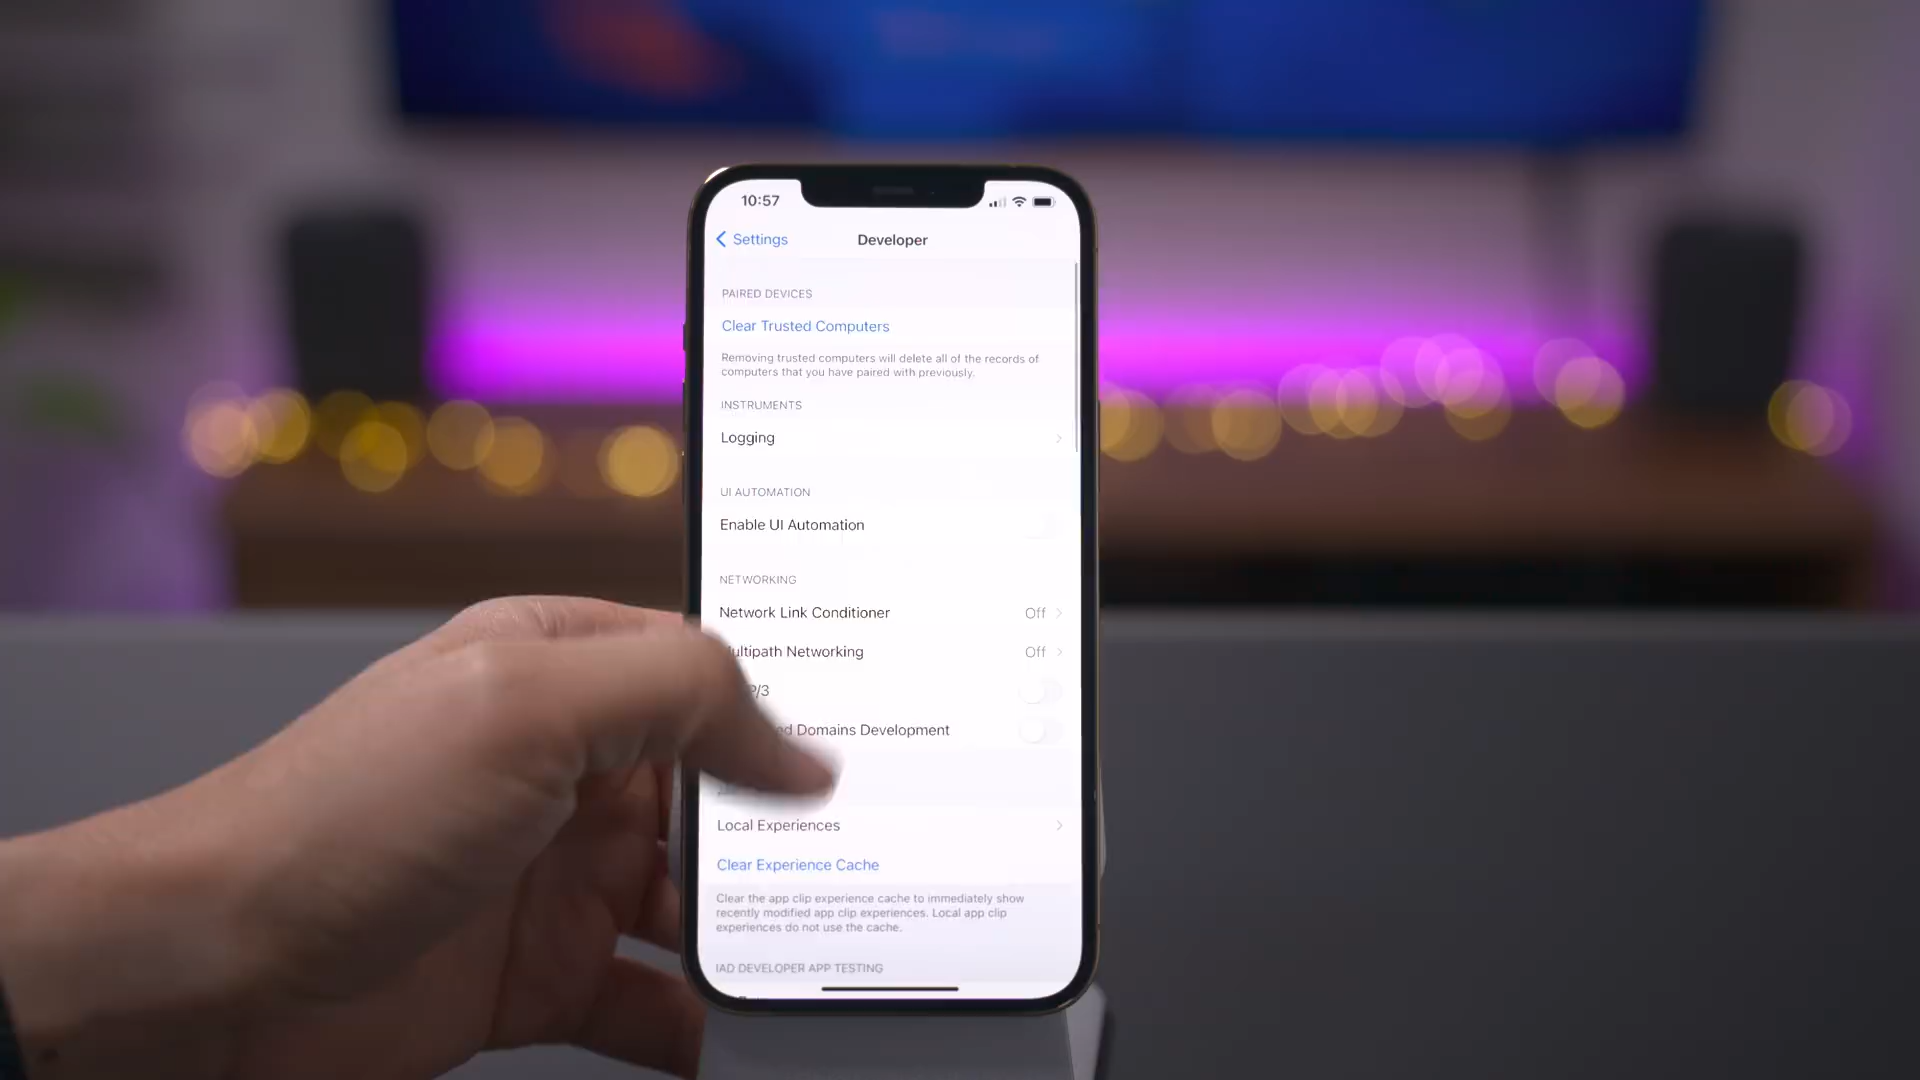 10:57
Settings
Developer
PAIRED DEVICES
Clear Trusted Computers
Removing trusted computers will delete all of the records of
computers that you have paired with previously.
INSTRUMENTS
Logging
UI AUTOMATION
Enable UI Automation
NETWORKING
Network Link Conditioner Off
ultipath Networking Off
P/3
ed Domains Development
Local Experiences
Clear Experience Cache
Clear the app clip experience cache to immediately show
recently modified app clip experiences. Local app clip
experiences do not use the cache.
IAD DEVELOPER APP TESTING